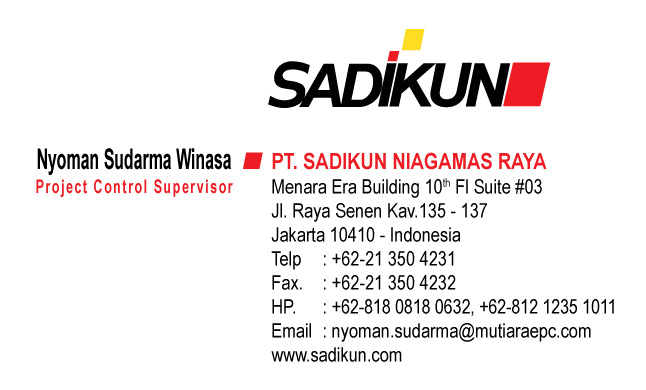 SADiKUN
Nyoman Sudarma Winasa
Project Control Supervisor
PT. SADIKUN NIAGAMAS RAYA
Menara Era Building 10th Fl Suite #03
Jl. Raya Senen Kav.135 - 137
Jakarta 10410 - Indonesia
Telp : +62-21 350 4231
Fax. : +62-21 350 4232
HP. : +62-818 0818 0632, +62-812 1235 1011
Email : nyoman.sudarma@mutiaraepc.com
www.sadikun.com